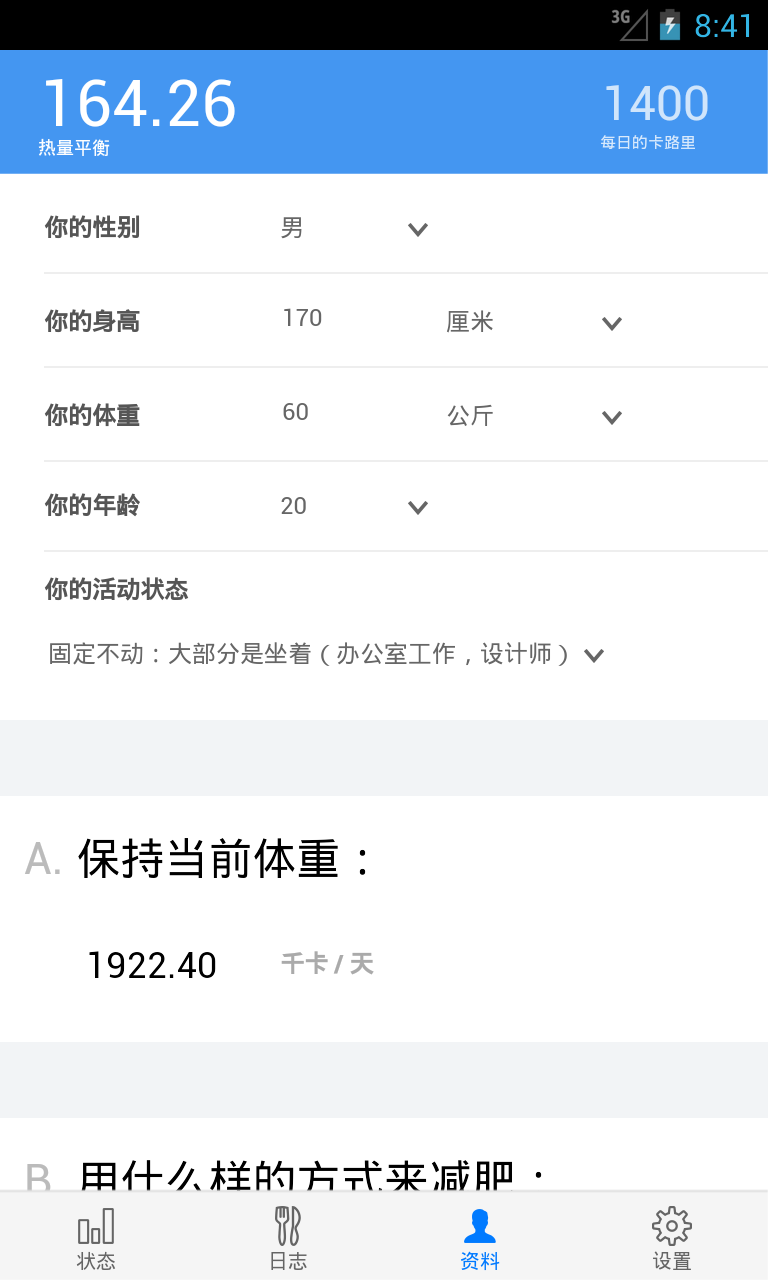 3G 8:41
164.26 1400
热量平衡 每日的卡路里
你的性别 男
你的身高 170 厘米
你的体重 60 公斤
你的年龄 20
你的活动状态
固定不动：大部分是坐着（办公室工作，设计师）
A. 保持当前体重：
1922.40 千卡 / 天
B. 用什么样的方式来减肥：
状态 日志 资料 设置